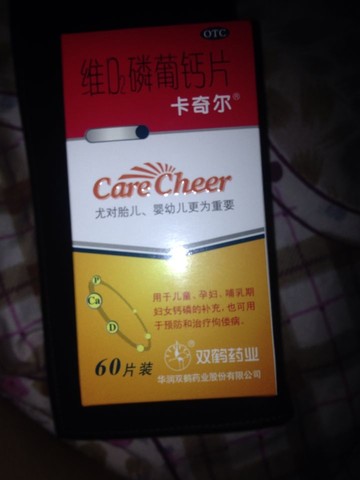 OTC
维D₂磷葡钙片
卡奇尔®
Care Cheer
尤对胎儿、婴幼儿更为重要
P
Ca
D
用于儿童、孕妇、哺乳期
妇女钙磷的补充,也可用
于预防和治疗佝偻病。
60片装
双鹤药业
华润双鹤药业股份有限公司